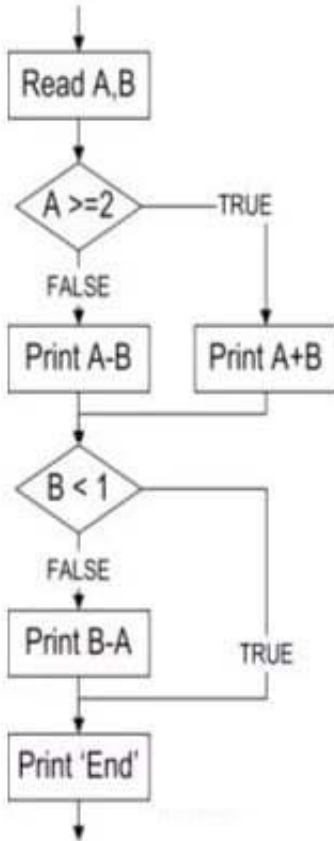 Read A,B
A >=2
TRUE
FALSE
Print A-B
Print A+B
B < 1
FALSE
Print B-A
TRUE
Print ‘End’